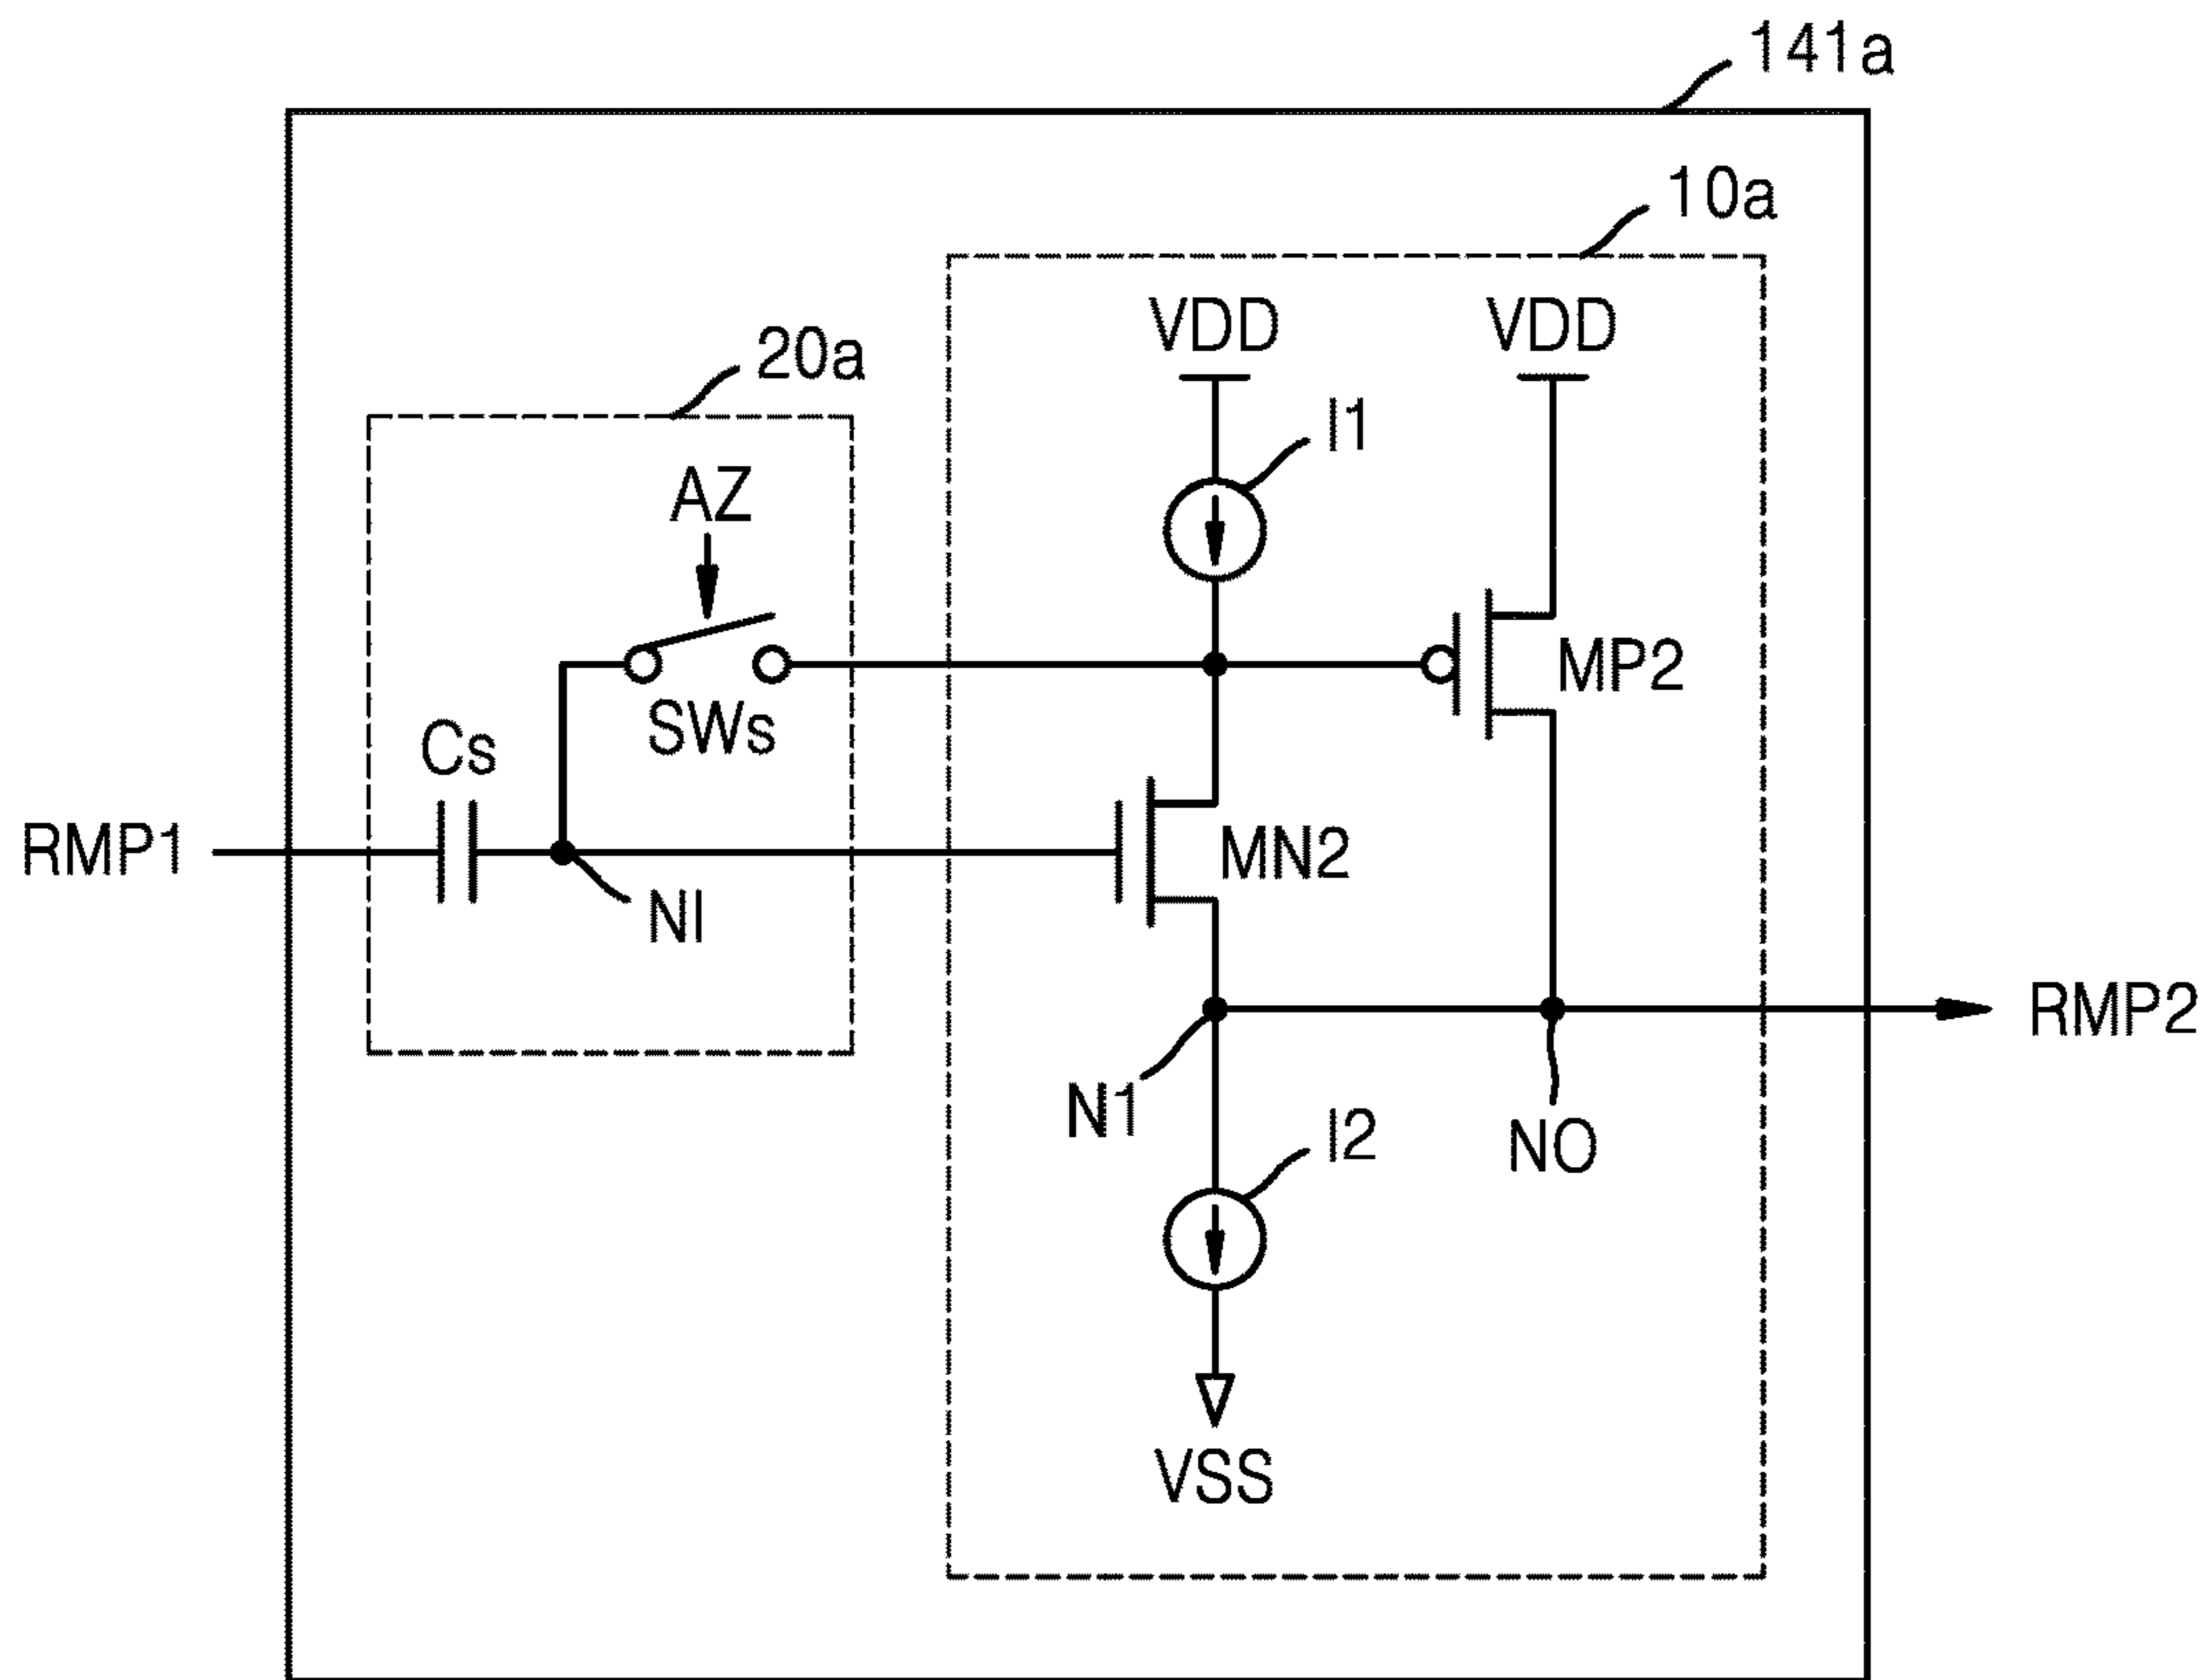 141a
10a
VDD VDD
20a
I1
AZ
MP2
SWs
Cs
RMP1
MN2
NI
RMP2
N1
I2
NO
VSS